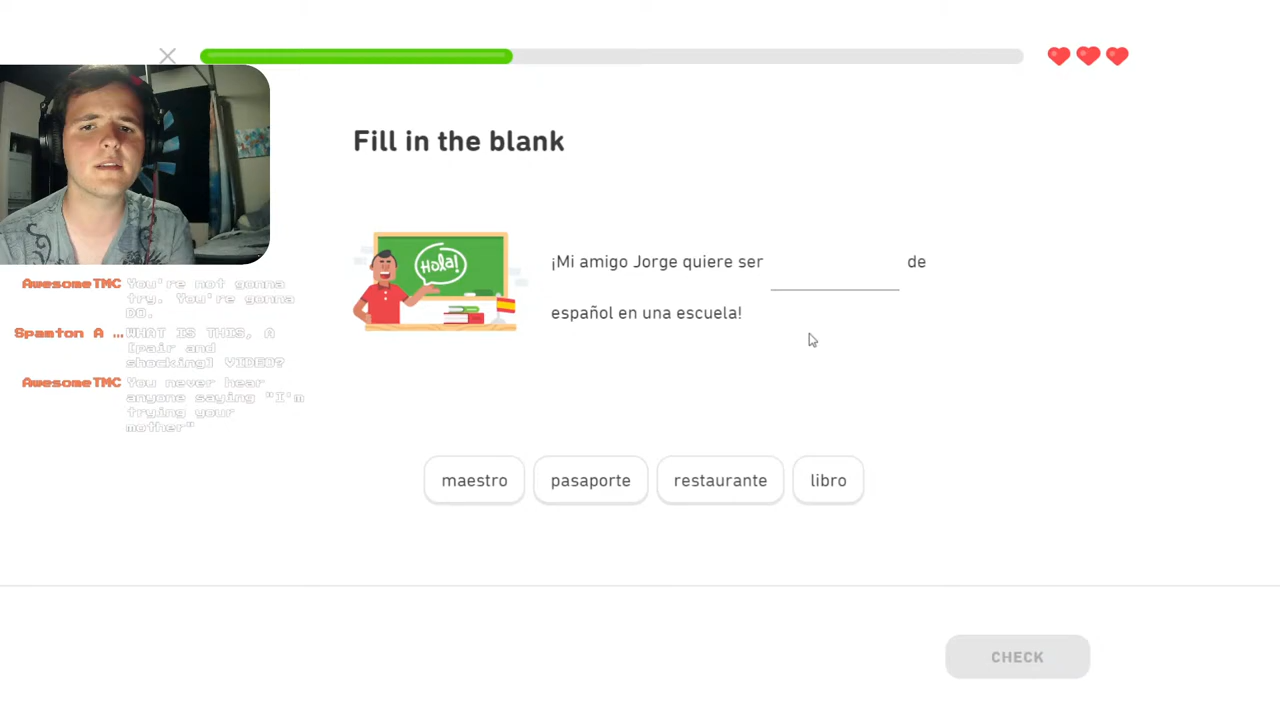 Fill in the blank
Hola!
¡Mi amigo Jorge quiere ser de
español en una escuela!
AwesomeTMC You're not gonna
try. You're gonna
DO.
Spamton A ... WHAT IS THIS, A
[pair and
shocking] VIDEO?
AwesomeTMC You never hear
anyone saying "I'm
trying your
mother"
maestro pasaporte restaurante libro
CHECK